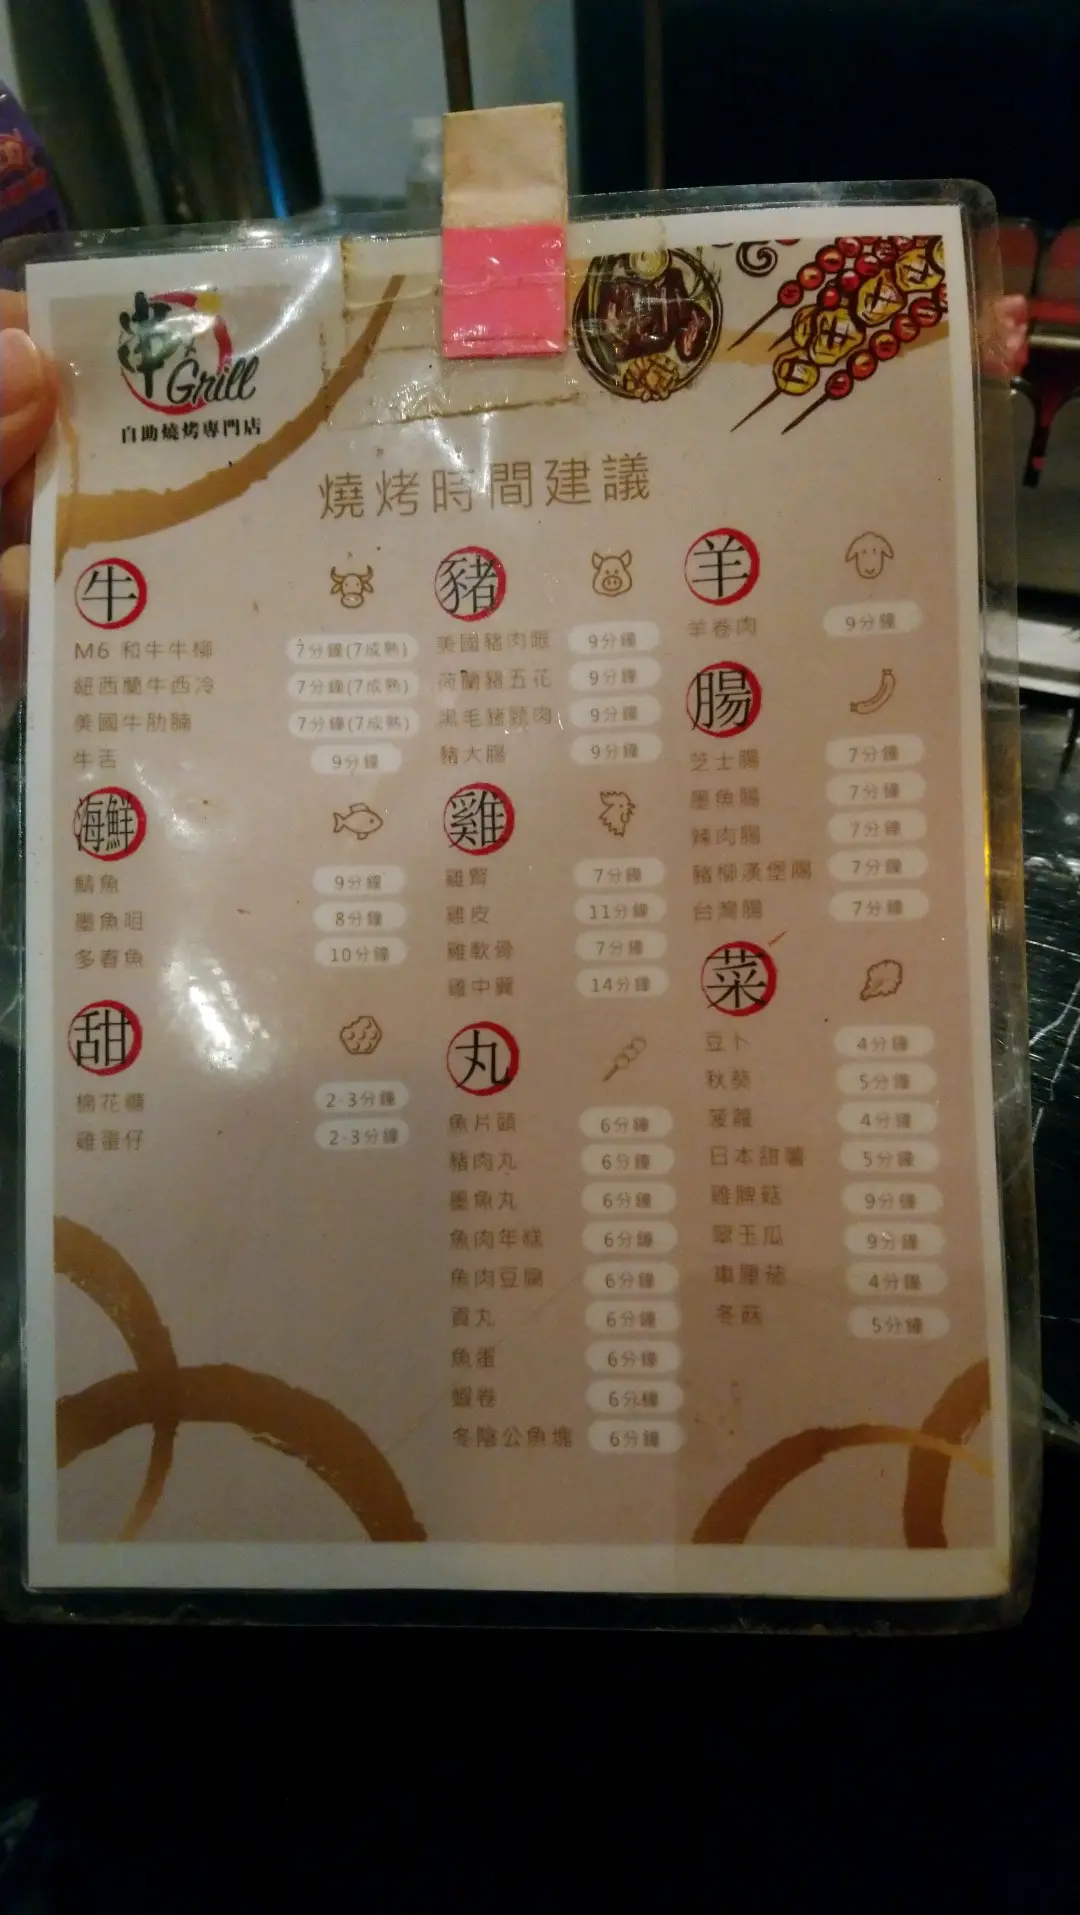 串
Grill
自助燒烤專門店
燒烤時間建議
牛
M6 和牛牛柳 7分鐘(7成熟)
紐西蘭牛西冷 7分鐘(7成熟)
美國牛肋腩 7分鐘(7成熟)
牛舌 9分鐘
海鮮
鯖魚 9分鐘
墨魚咀 8分鐘
多春魚 10分鐘
甜
棉花糖 2-3分鐘
雞蛋仔 2-3分鐘
豬
美國豬肉眼 9分鐘
荷蘭豬五花 9分鐘
黑毛豬頸肉 9分鐘
豬大腸 9分鐘
雞
雞腎 7分鐘
雞皮 11分鐘
雞軟骨 7分鐘
雞中翼 14分鐘
丸
魚片頭 6分鐘
豬肉丸 6分鐘
墨魚丸 6分鐘
魚肉年糕 6分鐘
魚肉豆腐 6分鐘
貢丸 6分鐘
魚蛋 6分鐘
蝦卷 6分鐘
冬陰公魚塊 6分鐘
羊
羊卷肉 9分鐘
腸
芝士腸 7分鐘
墨魚腸 7分鐘
辣肉腸 7分鐘
豬柳漢堡腸 7分鐘
台灣腸 7分鐘
菜
豆卜 4分鐘
秋葵 5分鐘
菠蘿 4分鐘
日本甜薯 5分鐘
雞脾菇 9分鐘
翠玉瓜 9分鐘
車厘茄 4分鐘
冬菇 5分鐘